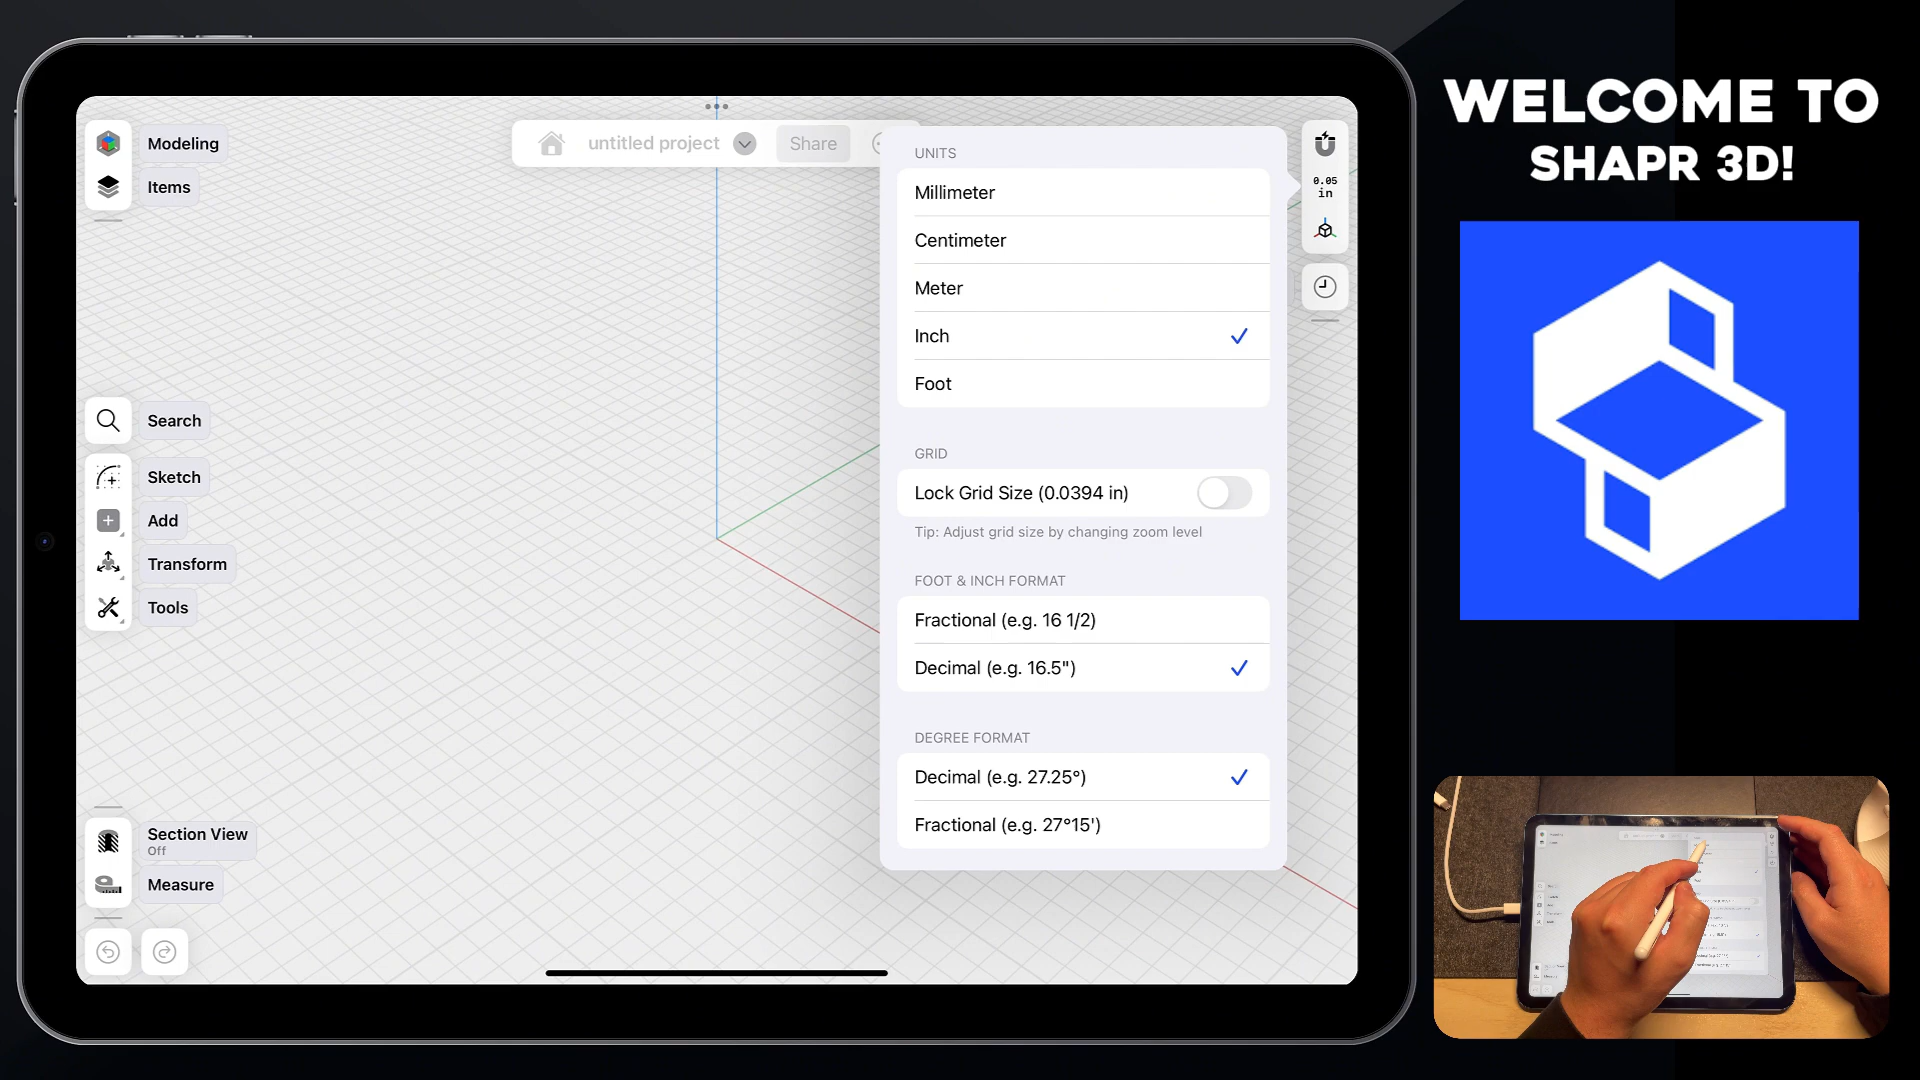 WELCOME TO
SHAPR 3D!
Modeling
Items
untitled project
Share
0.05
in
UNITS
Millimeter
Centimeter
Meter
Inch
Foot
GRID
Lock Grid Size (0.0394 in)
Tip: Adjust grid size by changing zoom level
FOOT & INCH FORMAT
Fractional (e.g. 16 1/2)
Decimal (e.g. 16.5")
DEGREE FORMAT
Decimal (e.g. 27.25°)
Fractional (e.g. 27°15')
Search
Sketch
Add
Transform
Tools
Section View
Off
Measure